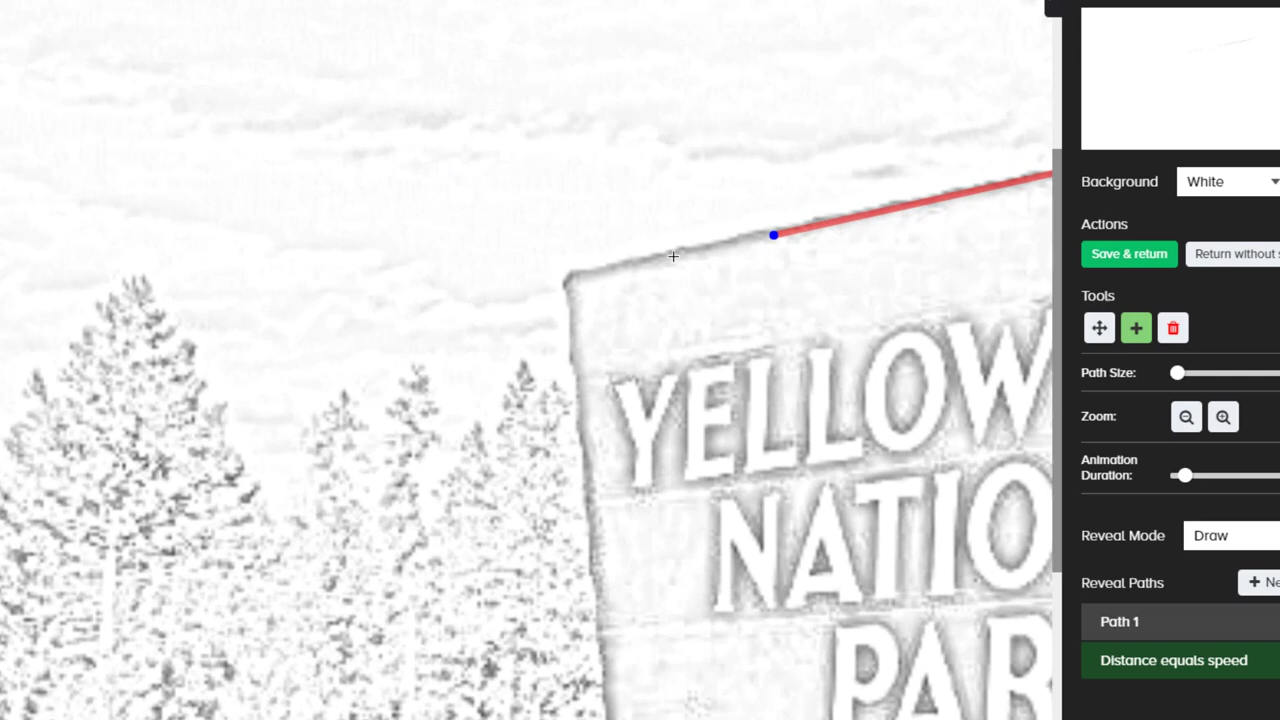 YELLOW
NATIO
PAR
Background
White
Actions
Save & return
Return without
Tools
Path Size:
Zoom:
Animation
Duration:
Reveal Mode
Draw
Reveal Paths
+ Ne
Path 1
Distance equals speed